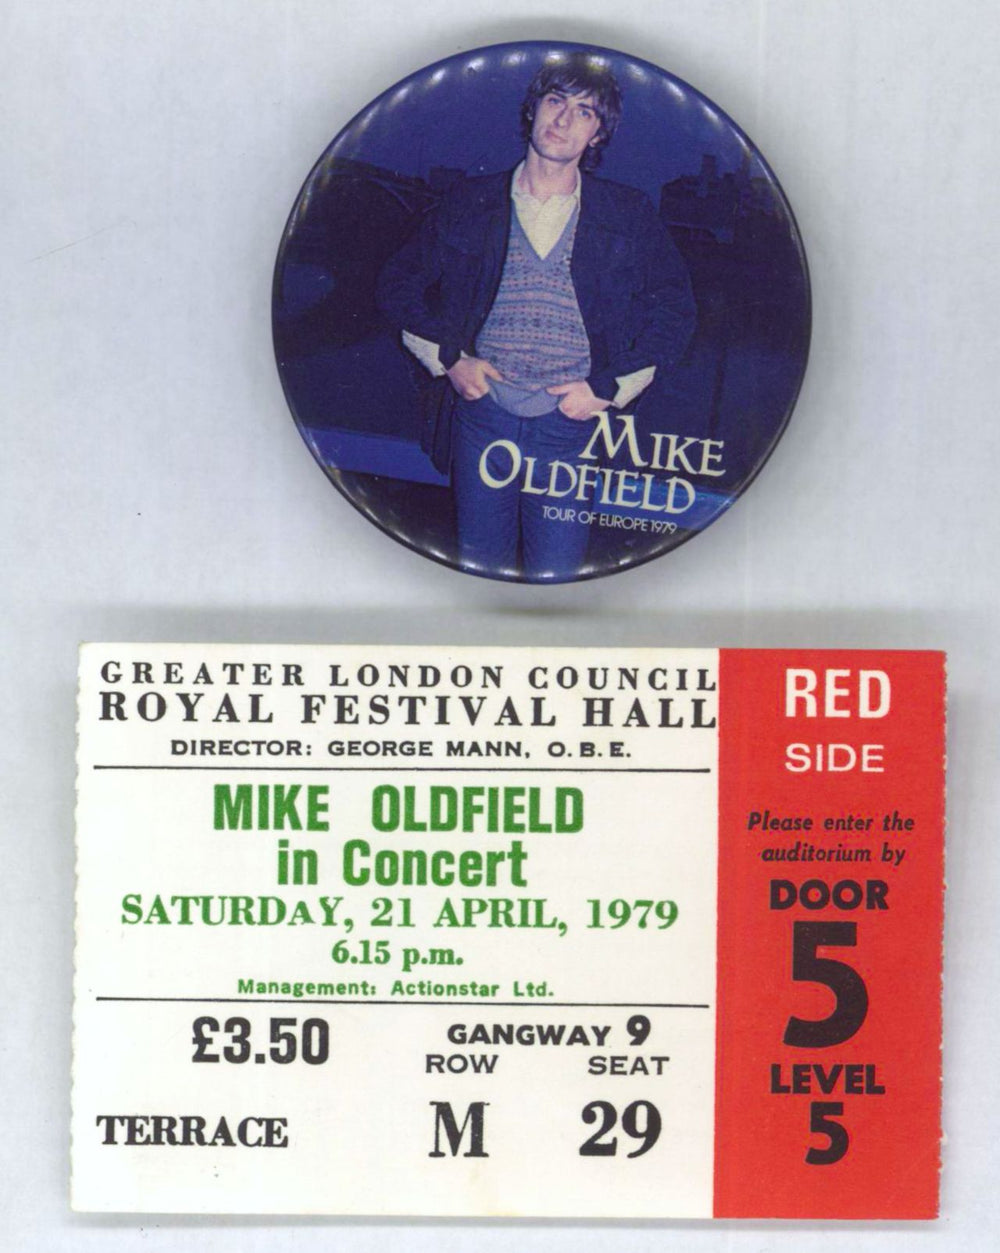 MIKE
OLDFIELD
TOUR OF EUROPE 1979
GREATER LONDON COUNCIL
ROYAL FESTIVAL HALL
DIRECTOR: GEORGE MANN, O.B.E.
MIKE OLDFIELD
in Concert
SATURDAY, 21 APRIL, 1979
6.15 p.m.
Management: Actionstar Ltd.
£3.50
GANGWAY 9
ROW SEAT
TERRACE M 29
RED
SIDE
Please enter the
auditorium by
DOOR
5
LEVEL
5